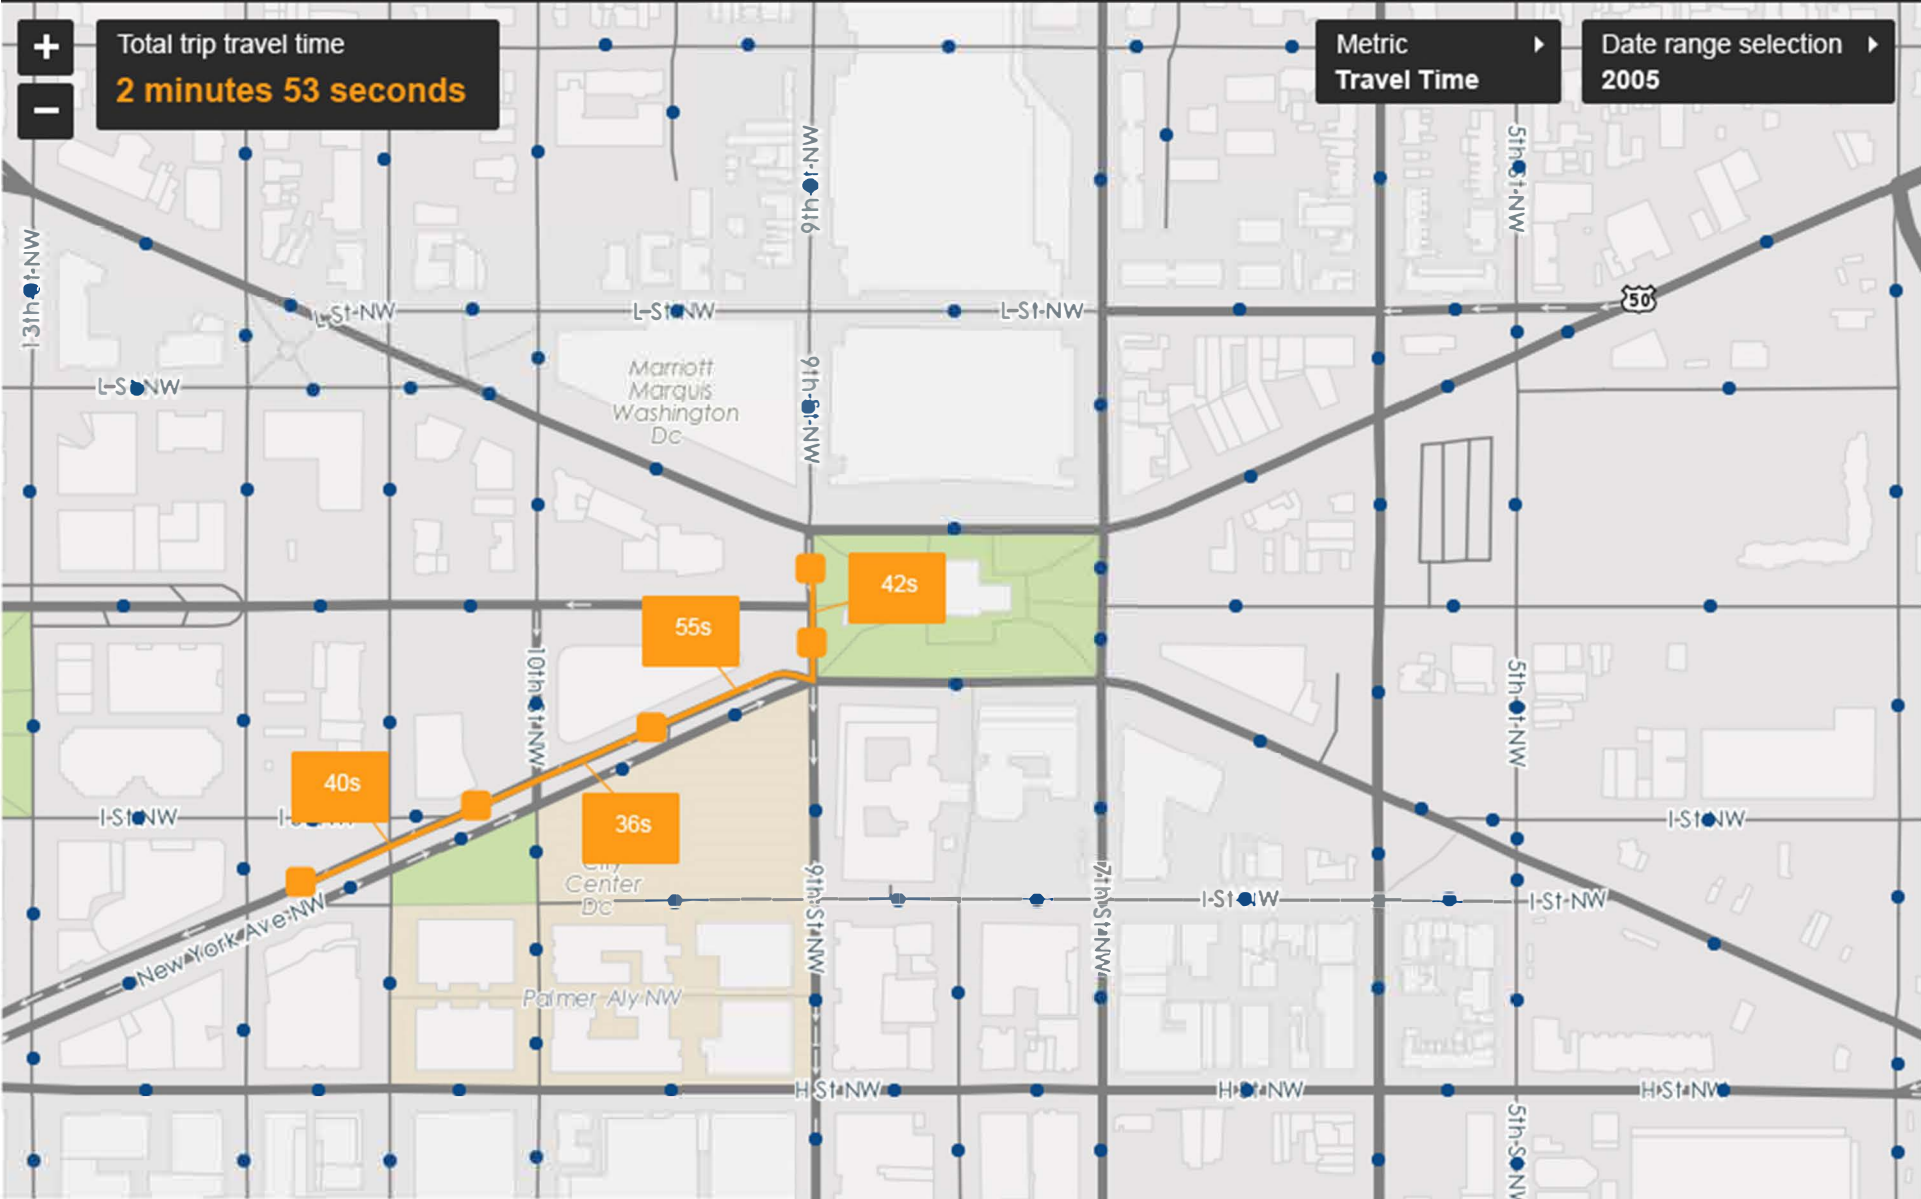 +
−
Total trip travel time
2 minutes 53 seconds
Metric
Travel Time
Date range selection
2005
9th St NW
5th St NW
13th St NW
50
L St NW
L St NW
L St NW
L St NW
Marriott
Marquis
Washington
Dc
9th St NW
42s
55s
10th St NW
5th St NW
40s
36s
I St NW
I St NW
City
Center
Dc
9th St NW
7th St NW
I St NW
I St NW
New York Ave NW
Palmer Aly NW
H St NW
H St NW
H St NW
5th St NW